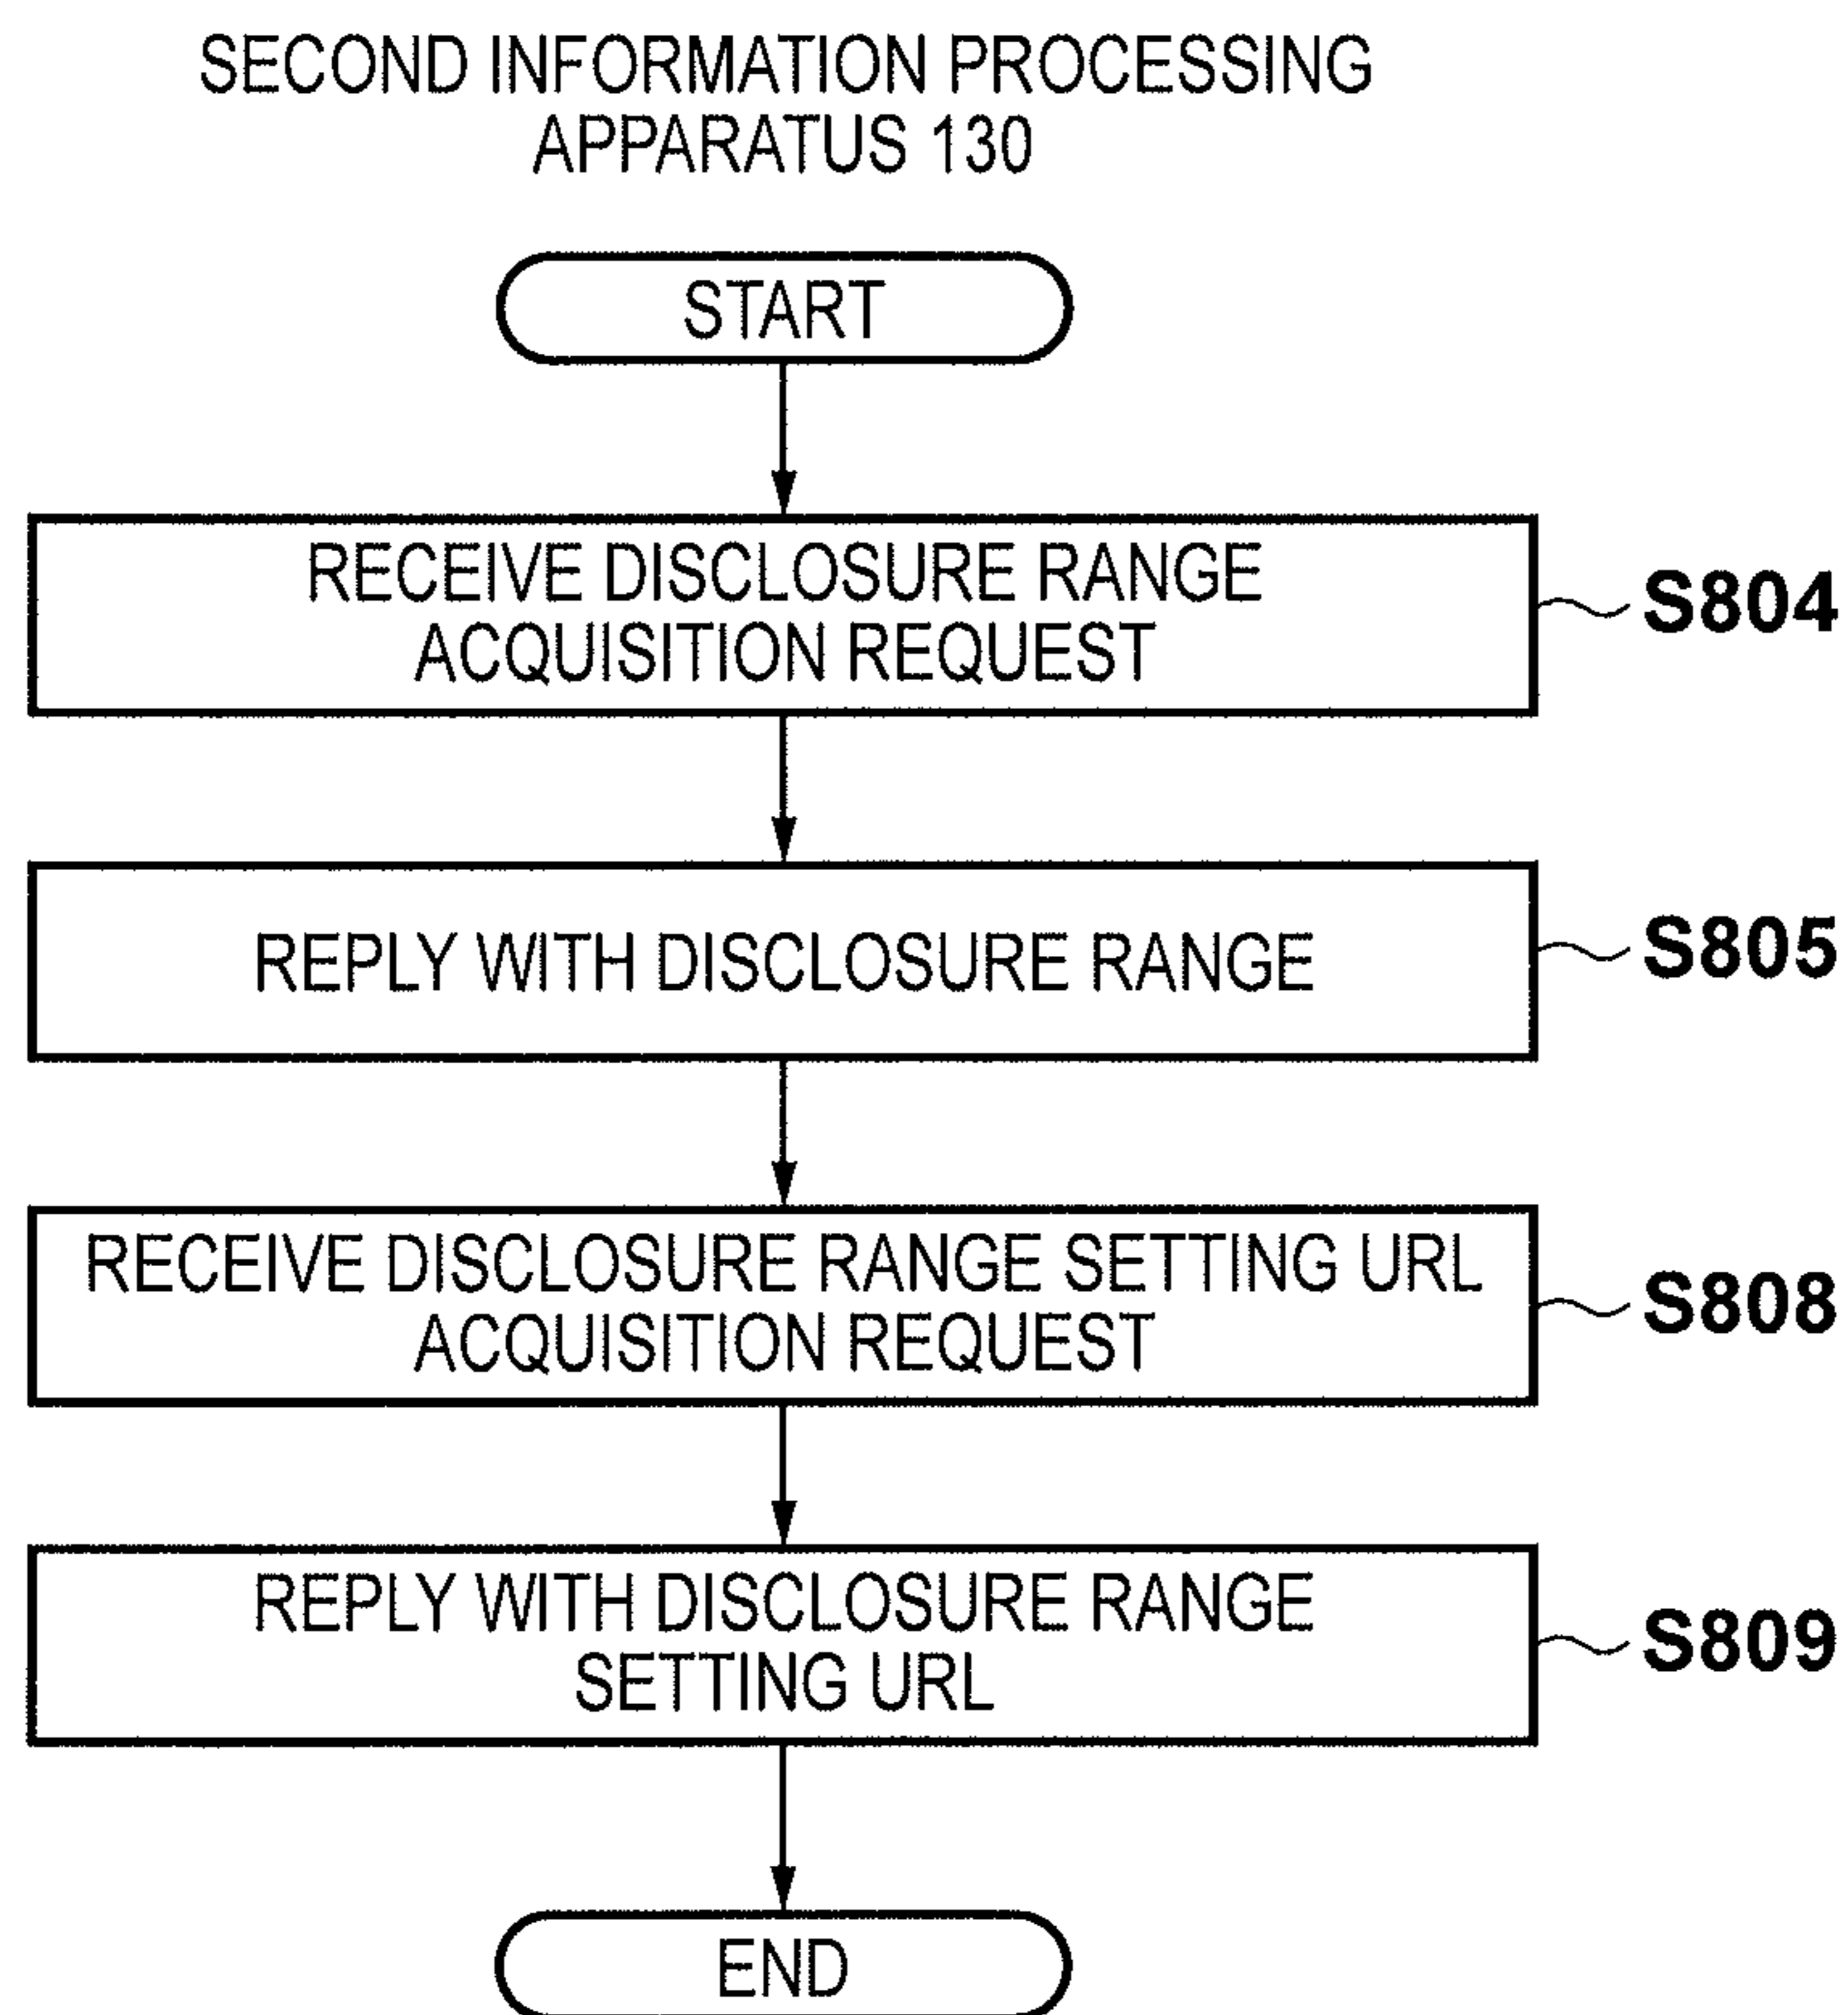 SECOND INFORMATION PROCESSING
APPARATUS 130
START
RECEIVE DISCLOSURE RANGE
ACQUISITION REQUEST
S804
REPLY WITH DISCLOSURE RANGE
S805
RECEIVE DISCLOSURE RANGE SETTING URL
ACQUISITION REQUEST
S808
REPLY WITH DISCLOSURE RANGE
SETTING URL
S809
END